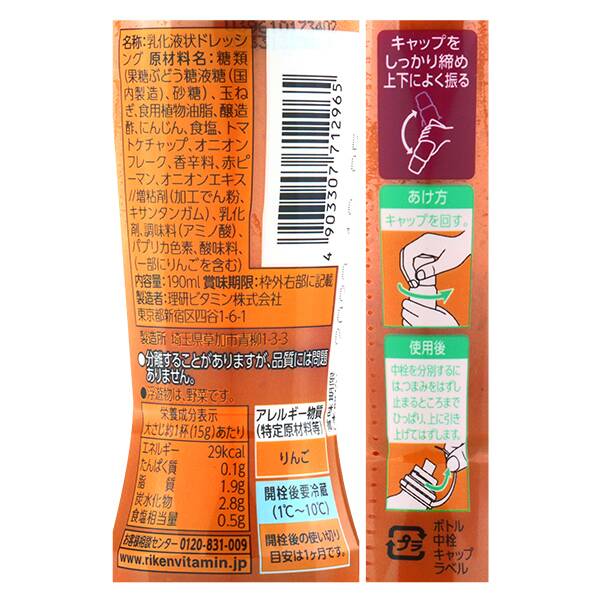 名称:乳化液状ドレッシ
ング 原材料名:糖類
(果糖ぶどう糖液糖(国
内製造)、砂糖)、玉ね
ぎ、食用植物油脂、醸造
酢、にんじん、食塩、トマ
トケチャップ、オニオン
フレーク、香辛料、赤ピ
ーマン、オニオンエキス
//増粘剤(加工でん粉、
キサンタンガム)、乳化
剤、調味料(アミノ酸)、
パプリカ色素、酸味料、
(一部にりんごを含む)
内容量:190ml 賞味期限:枠外右部に記載
製造者:理研ビタミン株式会社
東京都新宿区四谷1-6-1
製造所 埼玉県草加市青柳1-3-3
●分離することがありますが、品質には問題
ありません。
●浮遊物は、野菜です。
栄養成分表示
大さじ約1杯(15g)あたり
エネルギー 29kcal
たんぱく質 0.1g
脂質 1.9g
炭水化物 2.8g
食塩相当量 0.5g
お客様相談センター 0120-831-009
www.rikenvitamin.jp
4 903307 712965
アレルギー物質
(特定原材料等)
りんご
開栓後要冷蔵
(1℃〜10℃)
開栓後の使い切り
目安は1ヶ月です。
キャップを
しっかり締め
上下によく振る
あけ方
キャップを回す。
使用後
中栓を分別するに
は、つまみをはずし
止まるところまで
ひっぱり、上に引き
上げてはずします。
プラ
ボトル
中栓
キャップ
ラベル